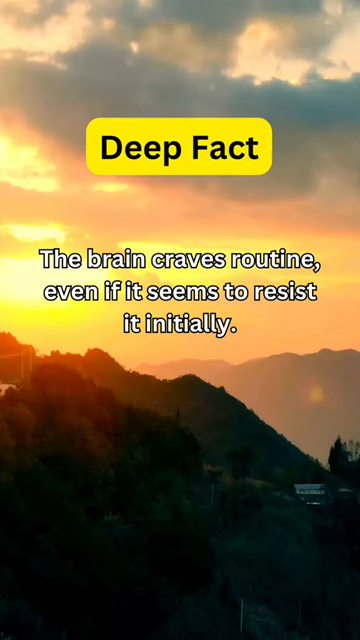 Deep Fact
The brain craves routine,
even if it seems to resist
it initially.